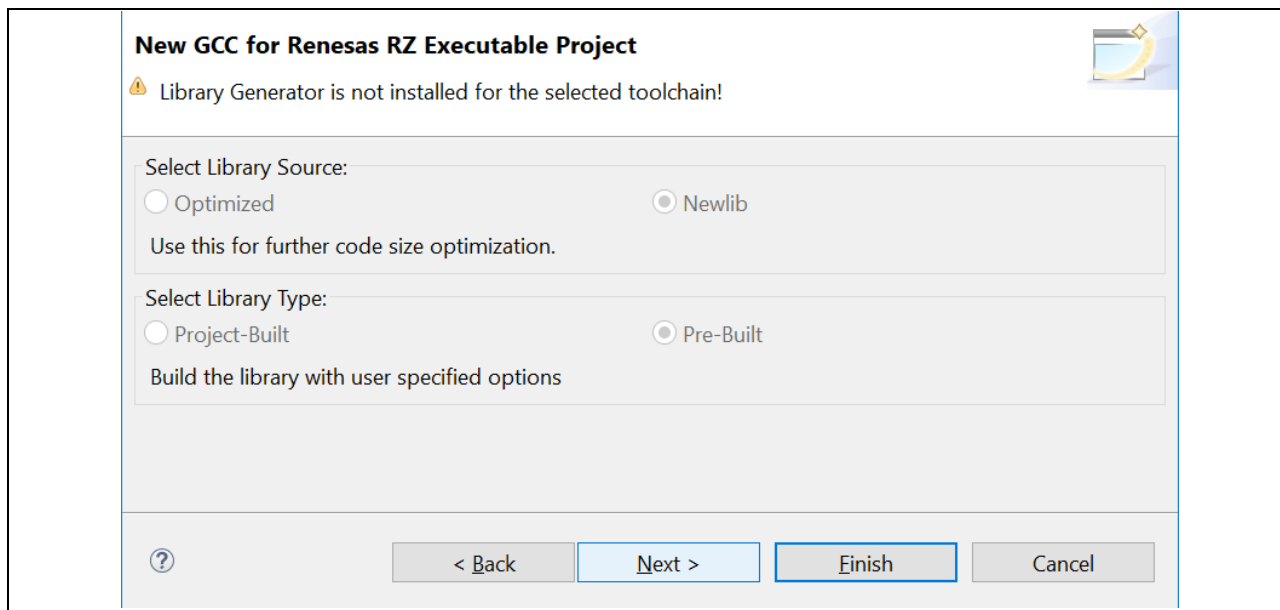 New GCC for Renesas RZ Executable Project
Library Generator is not installed for the selected toolchain!
Select Library Source:
Optimized Newlib
Use this for further code size optimization.
Select Library Type:
Project-Built Pre-Built
Build the library with user specified options
? < Back Next > Finish Cancel